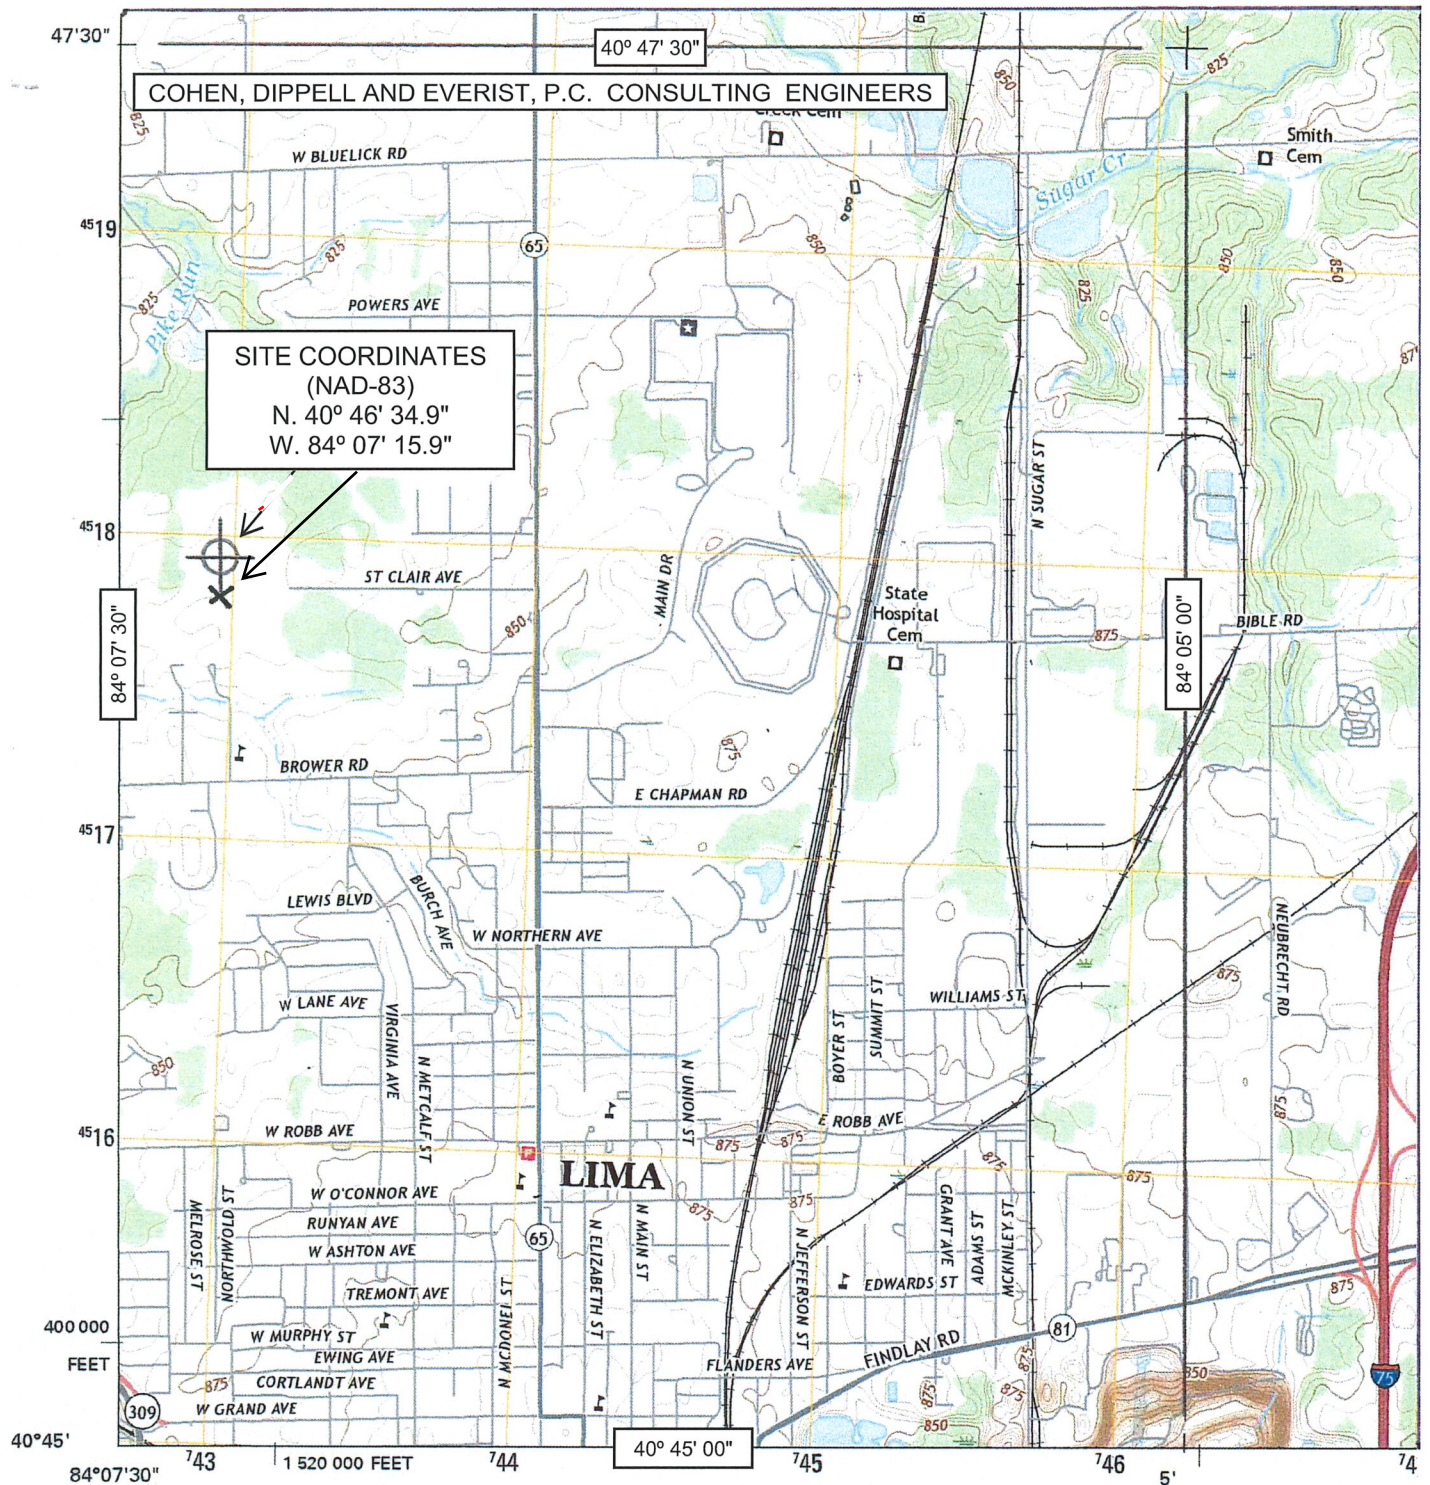 47'30"
40º 47' 30"
B
COHEN, DIPPELL AND EVERIST, P.C. CONSULTING ENGINEERS
Creek Cem
850
825
825
W BLUELICK RD
Smith
Cem
Sugar Cr
4519
65
825
850
850
850
825
825
Pike Run
POWERS AVE
SITE COORDINATES
(NAD-83)
N. 40º 46' 34.9"
W. 84º 07' 15.9"
87
N SUGAR ST
4518
ST CLAIR AVE
MAIN DR
State
Hospital
Cem
850
875
BIBLE RD
84º 07' 30"
84º 05' 00"
875
BROWER RD
E CHAPMAN RD
4517
LEWIS BLVD
BURCH AVE
W NORTHERN AVE
NEUBRECHT RD
875
W LANE AVE
VIRGINIA AVE
WILLIAMS ST
SUMMIT ST
BOYER ST
850
N METCALF ST
N UNION ST
875
4516
W ROBB AVE
E ROBB AVE
875
875
P
LIMA
875
875
W O'CONNOR AVE
875
875
MELROSE ST
NORTHWOLD ST
RUNYAN AVE
65
N ELIZABETH ST
N MAIN ST
N JEFFERSON ST
GRANT AVE
ADAMS ST
MCKINLEY ST
W ASHTON AVE
EDWARDS ST
875
TREMONT AVE
N MCDONEL ST
400 000
FEET
W MURPHY ST
81
FINDLAY RD
EWING AVE
FLANDERS AVE
875
850
75
875
CORTLANDT AVE
875
875
309
W GRAND AVE
850
40°45'
40º 45' 00"
84°07'30"
743
1 520 000 FEET
744
745
746
5'
74